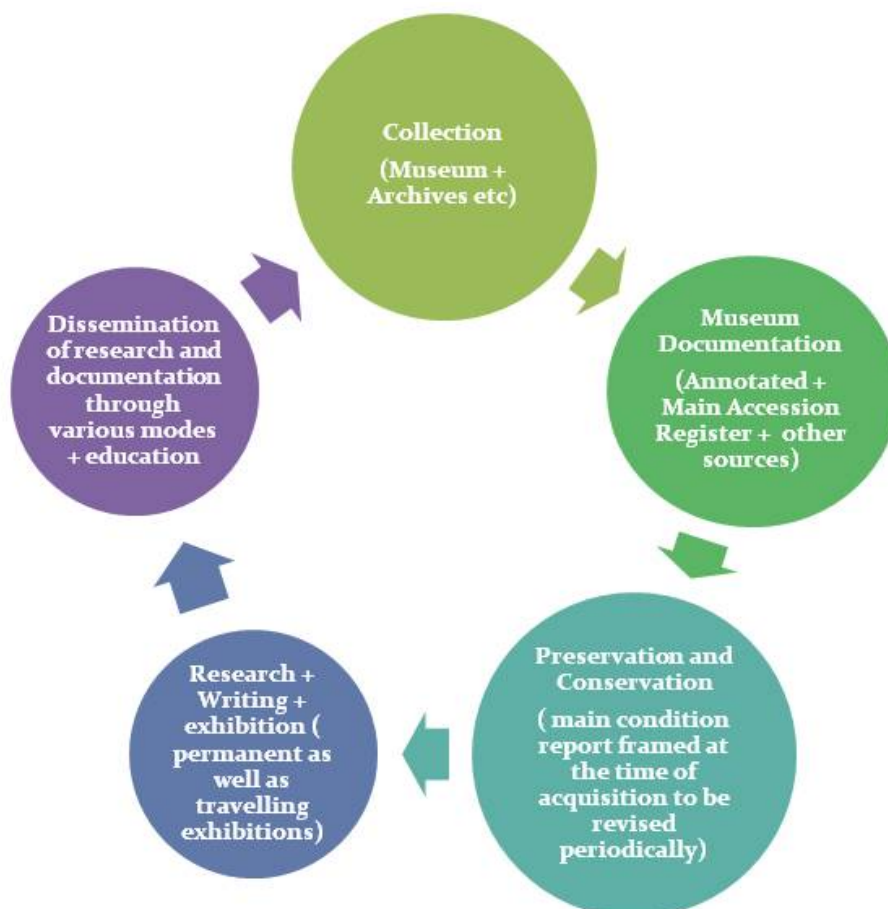 Collection
(Museum +
Archives etc)
Museum
Documentation
(Annotated +
Main Accession
Register + other
sources)
Preservation and
Conservation
( main condition
report framed at
the time of
acquisition to be
revised
periodically)
Research +
Writing +
exhibition (
permanent as
well as
travelling
exhibitions)
Dissemination
of research and
documentation
through
various modes
+ education